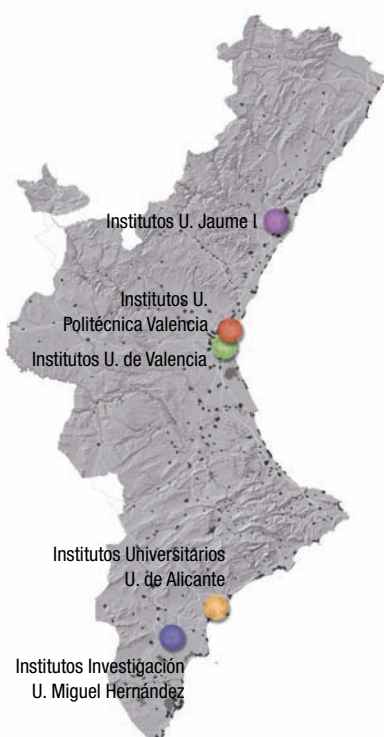 Institutos U. Jaume I
Institutos U.
Politécnica Valencia
Institutos U. de Valencia
Institutos Universitarios
U. de Alicante
Institutos Investigación
U. Miguel Hernández